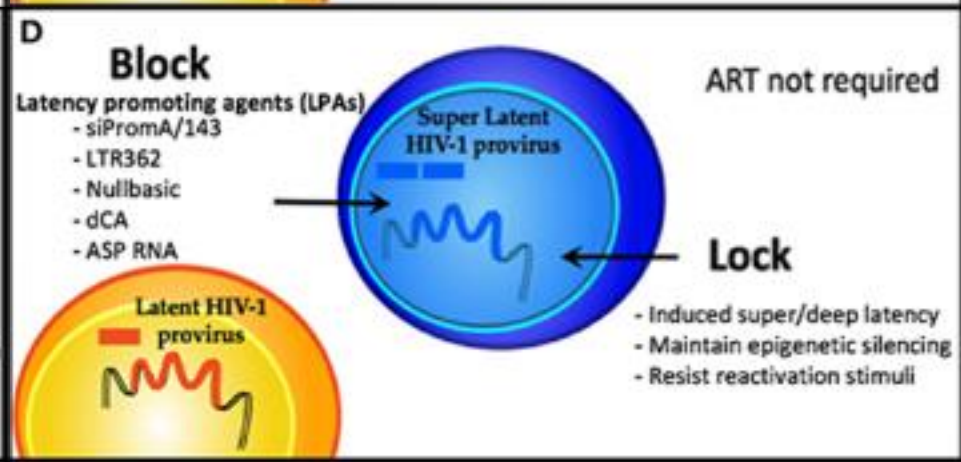 D
Block
Latency promoting agents (LPAs)
- siPromA/143
- LTR362
- Nullbasic
- dCA
- ASP RNA
Super Latent
HIV-1 provirus
ART not required
Lock
- Induced super/deep latency
- Maintain epigenetic silencing
- Resist reactivation stimuli
Latent HIV-1
provirus